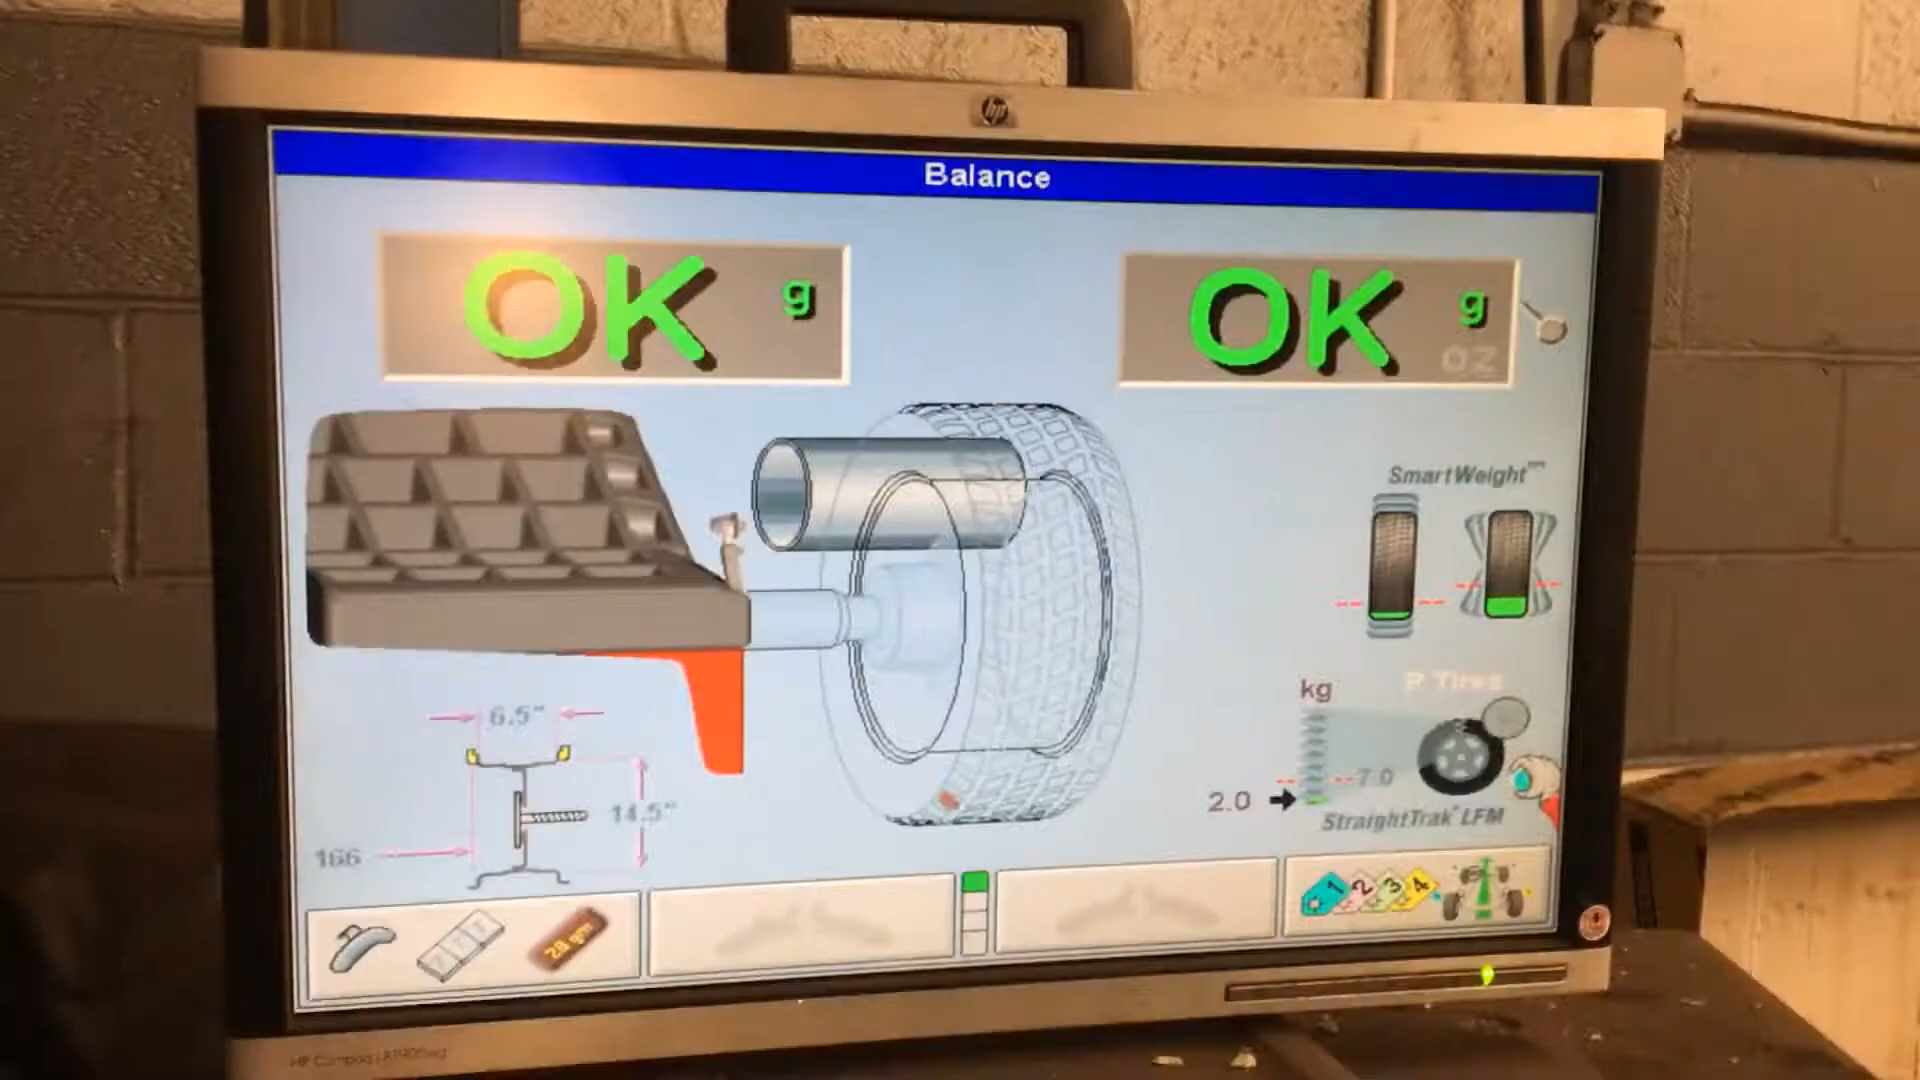 hp
Balance
OK g
OK g
oz
SmartWeight
6.5"
14.5"
166
kg
P Tires
7.0
2.0
StraightTrak® LFM
28 gm
1 2 3 4